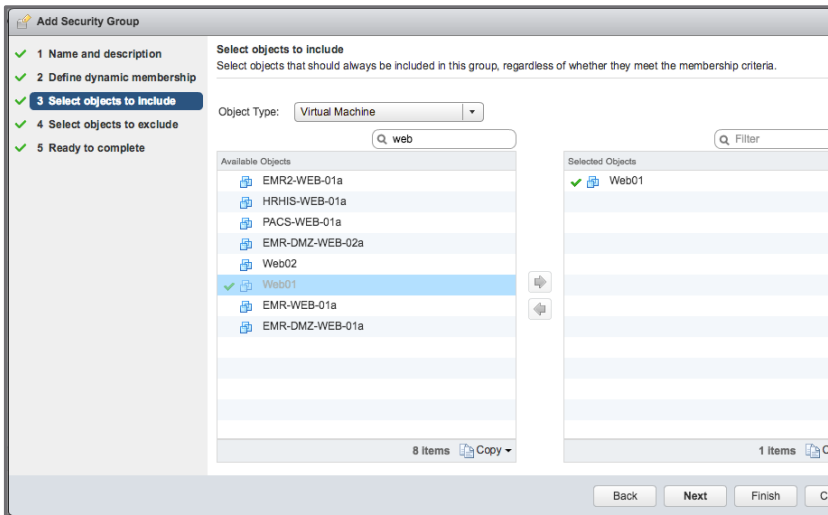 Add Security Group
1 Name and description
2 Define dynamic membership
3 Select objects to include
4 Select objects to exclude
5 Ready to complete
Select objects to include
Select objects that should always be included in this group, regardless of whether they meet the membership criteria.
Object Type: Virtual Machine
web
Filter
Available Objects
EMR2-WEB-01a
HRHIS-WEB-01a
PACS-WEB-01a
EMR-DMZ-WEB-02a
Web02
Web01
EMR-WEB-01a
EMR-DMZ-WEB-01a
8 items Copy
Selected Objects
Web01
1 items C
Back Next Finish C